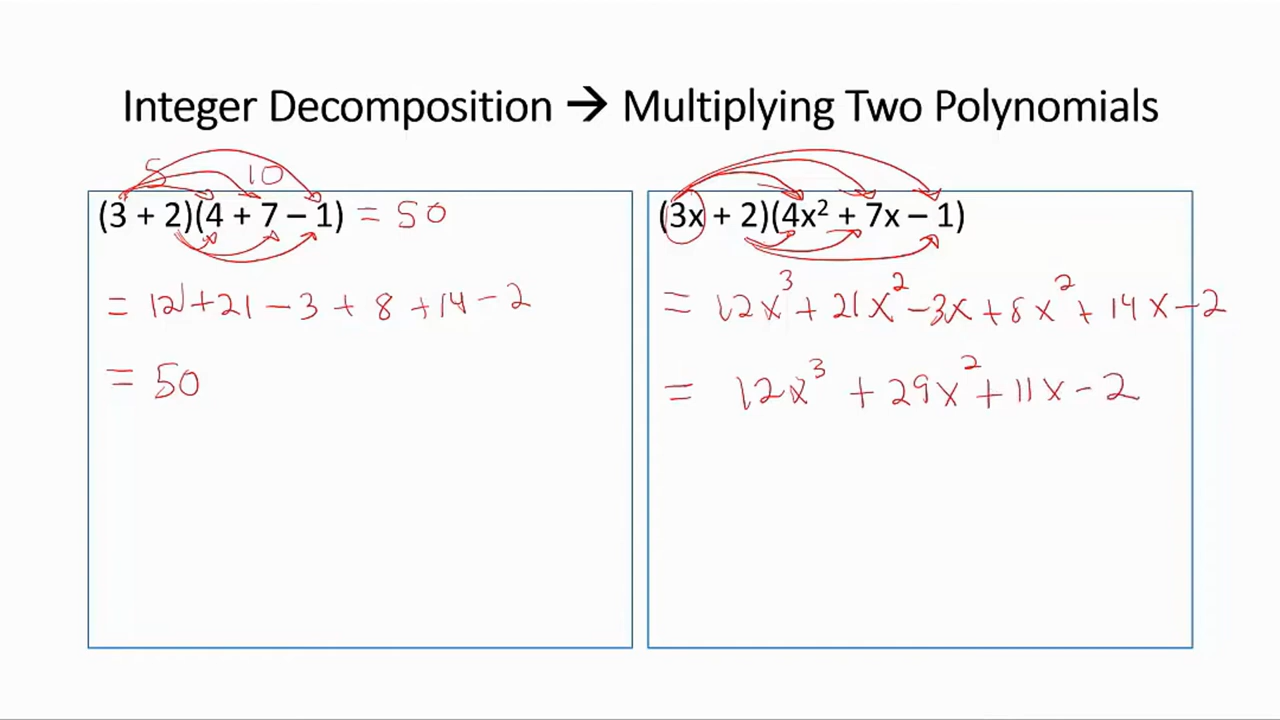 Integer Decomposition → Multiplying Two Polynomials
5 10
(3 + 2)(4 + 7 – 1) = 50
= 12 + 21 – 3 + 8 + 14 – 2
= 50
(3x + 2)(4x² + 7x – 1)
= 12x³ + 21x² – 3x + 8x² + 14x – 2
= 12x³ + 29x² + 11x – 2